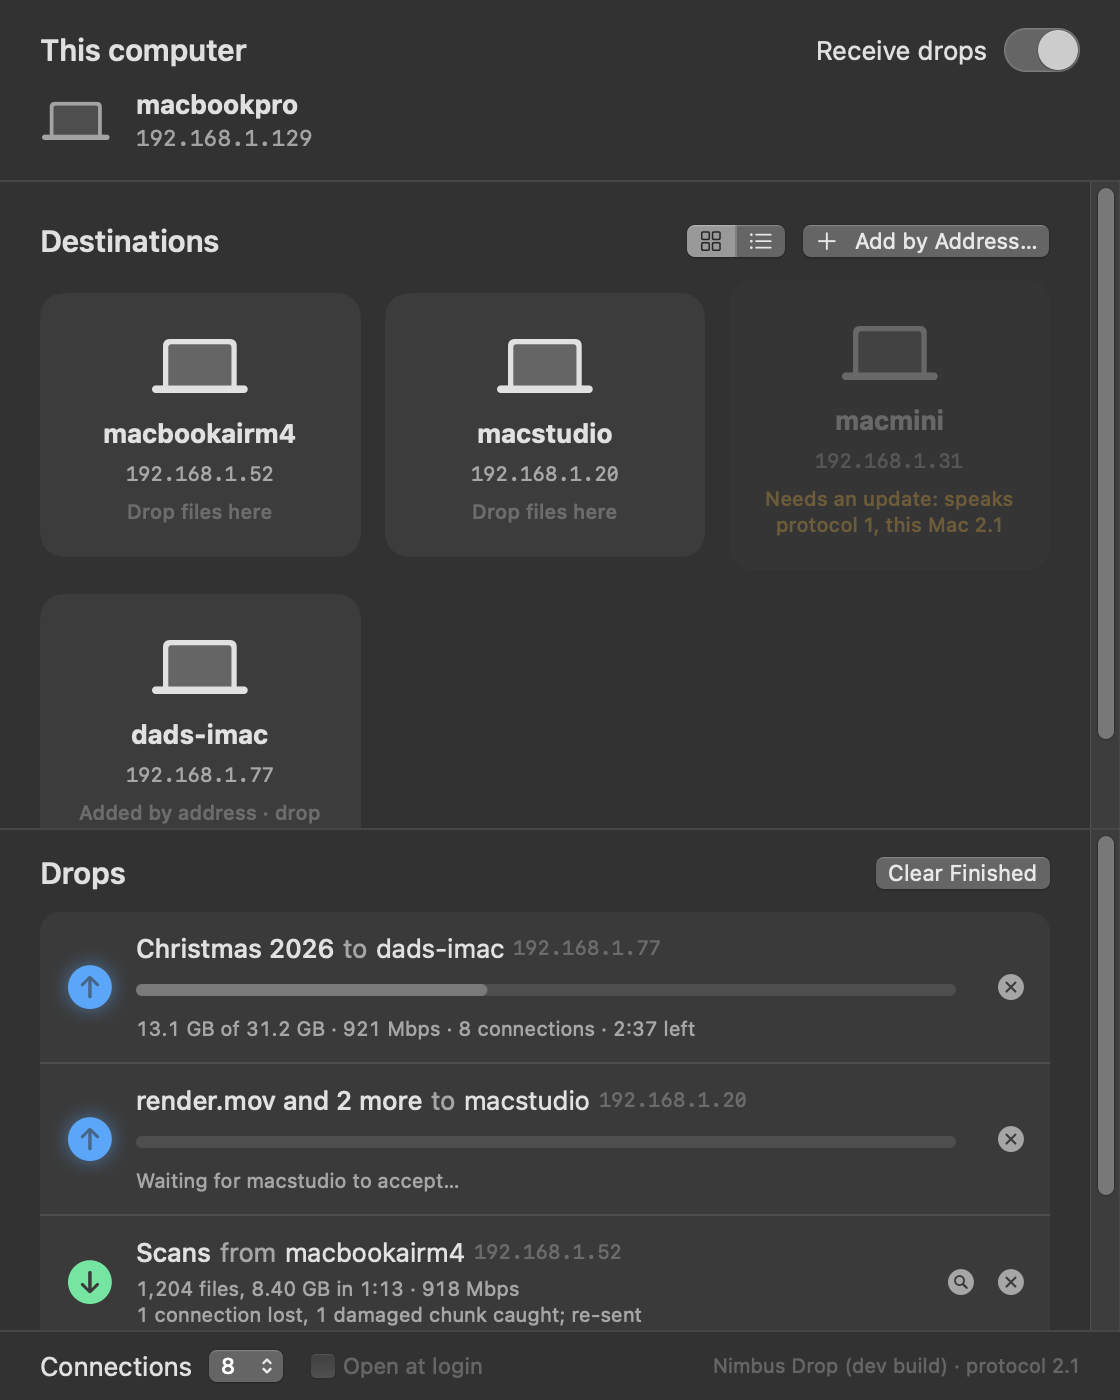 This computer
Receive drops
macbookpro
192.168.1.129
Destinations
Add by Address...
macbookairm4
192.168.1.52
Drop files here
macstudio
192.168.1.20
Drop files here
macmini
192.168.1.31
Needs an update: speaks
protocol 1, this Mac 2.1
dads-imac
192.168.1.77
Added by address · drop
Drops
Clear Finished
Christmas 2026 to dads-imac 192.168.1.77
13.1 GB of 31.2 GB · 921 Mbps · 8 connections · 2:37 left
render.mov and 2 more to macstudio 192.168.1.20
Waiting for macstudio to accept...
Scans from macbookairm4 192.168.1.52
1,204 files, 8.40 GB in 1:13 · 918 Mbps
1 connection lost, 1 damaged chunk caught; re-sent
Connections 8
Open at login
Nimbus Drop (dev build) · protocol 2.1